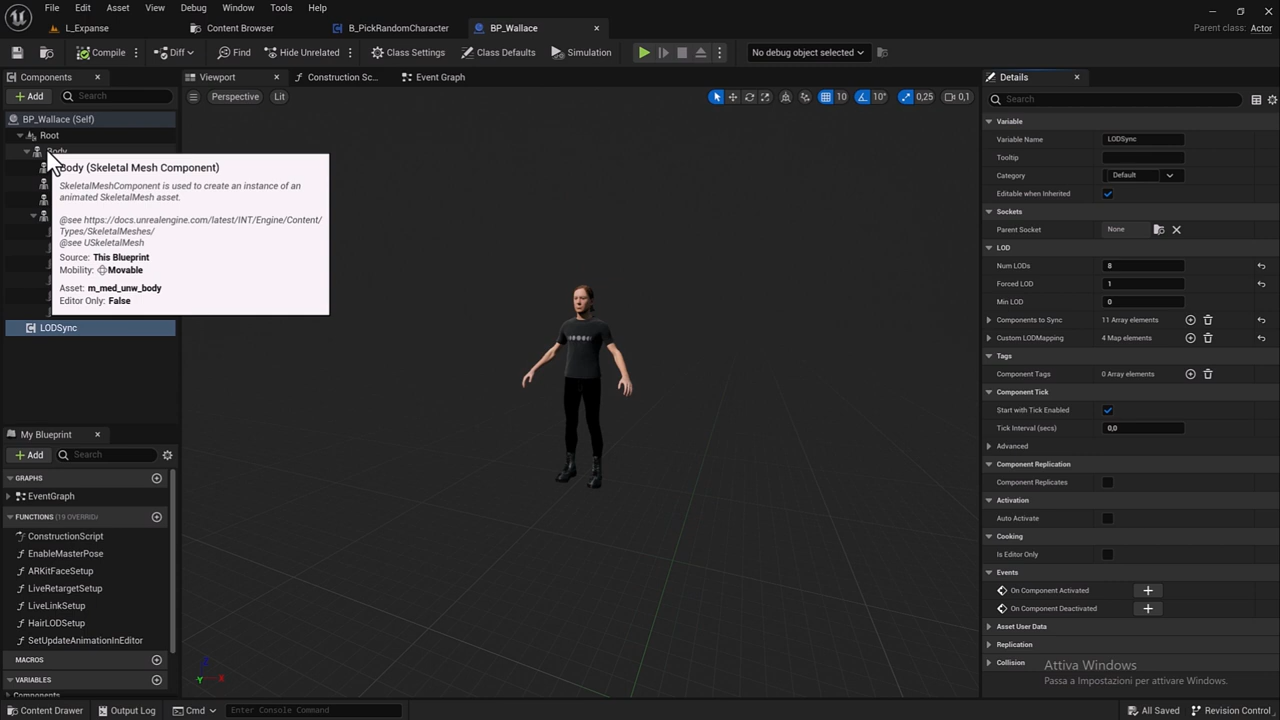 File Edit Asset View Debug Window Tools Help
L_Expanse
Content Browser
B_PickRandomCharacter
BP_Wallace
Parent class: Actor
Compile
Diff
Find
Hide Unrelated
Class Settings
Class Defaults
Simulation
No debug object selected
Components
Add
Search
BP_Wallace (Self)
Root
Body
Body (Skeletal Mesh Component)
SkeletalMeshComponent is used to create an instance of an
animated SkeletalMesh asset.
@see https://docs.unrealengine.com/latest/INT/Engine/Content/
Types/SkeletalMeshes/
@see USkeletalMesh
Source: This Blueprint
Mobility: Movable
Asset: m_med_unw_body
Editor Only: False
LODSync
My Blueprint
Add
Search
GRAPHS
EventGraph
FUNCTIONS (19 OVERRIDA
ConstructionScript
EnableMasterPose
ARKitFaceSetup
LiveRetargetSetup
LiveLinkSetup
HairLODSetup
SetUpdateAnimationInEditor
MACROS
VARIABLES
Components
Viewport
Construction Sc...
Event Graph
Perspective
Lit
10
10°
0,25
0,1
Details
Search
Variable
Variable Name LODSync
Tooltip
Category Default
Editable when Inherited
Sockets
Parent Socket None
LOD
Num LODs 8
Forced LOD 1
Min LOD 0
Components to Sync 11 Array elements
Custom LODMapping 4 Map elements
Tags
Component Tags 0 Array elements
Component Tick
Start with Tick Enabled
Tick Interval (secs) 0,0
Advanced
Component Replication
Component Replicates
Activation
Auto Activate
Cooking
Is Editor Only
Events
On Component Activated
On Component Deactivated
Asset User Data
Replication
Collision
Attiva Windows
Passa a Impostazioni per attivare Windows.
Content Drawer
Output Log
Cmd
Enter Console Command
All Saved
Revision Control